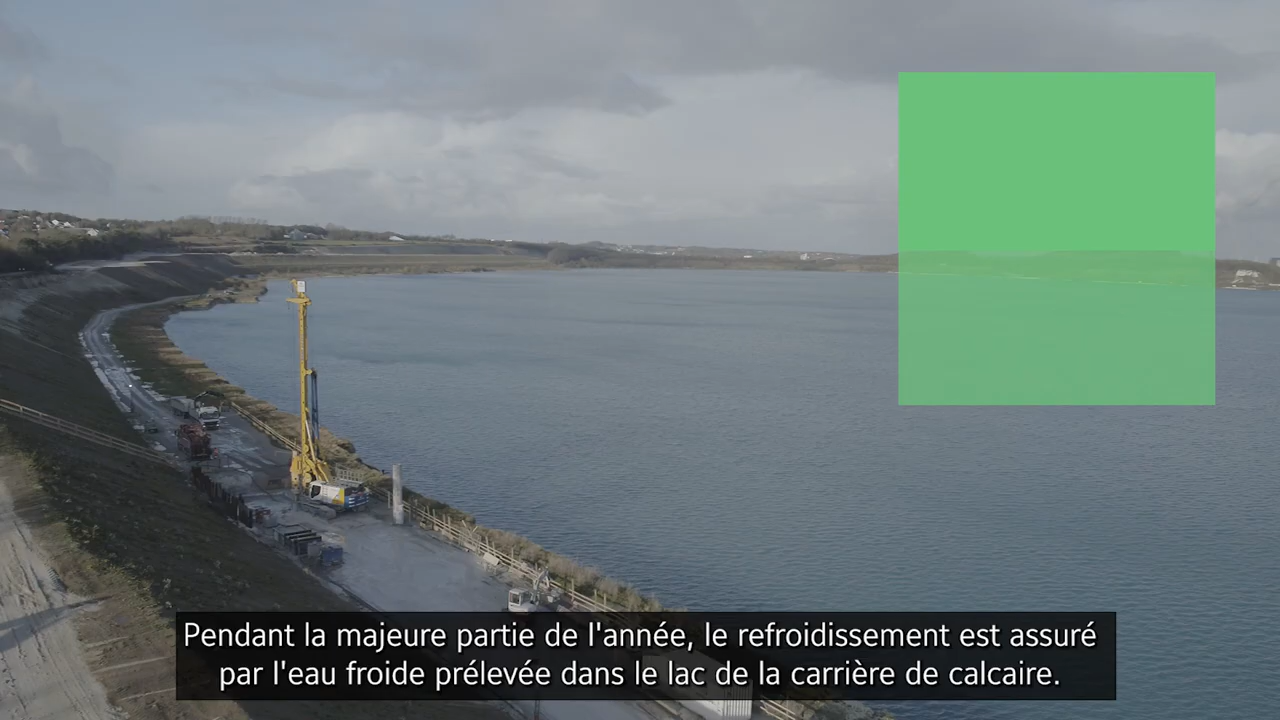 Pendant la majeure partie de l'année, le refroidissement est assuré
par l'eau froide prélevée dans le lac de la carrière de calcaire.